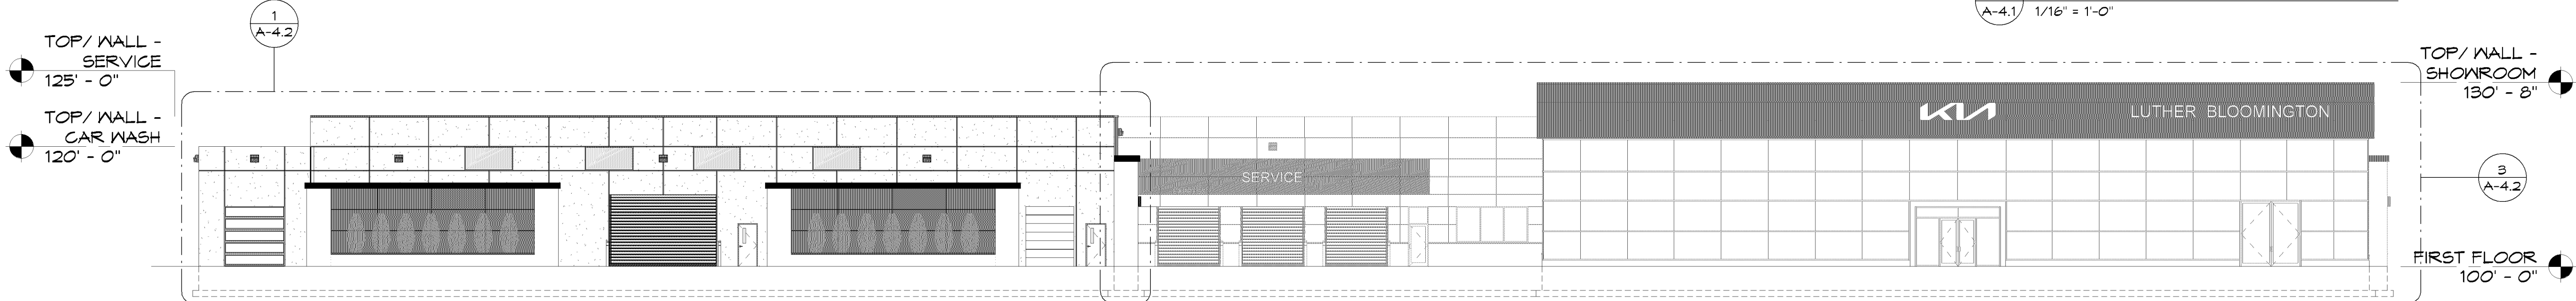 1
A-4.2
A-4.1 1/16" = 1'-0"
TOP/ WALL -
SERVICE
125' - 0"
TOP/ WALL -
CAR WASH
120' - 0"
KIA LUTHER BLOOMINGTON
SERVICE
TOP/ WALL -
SHOWROOM
130' - 8"
3
A-4.2
FIRST FLOOR
100' - 0"